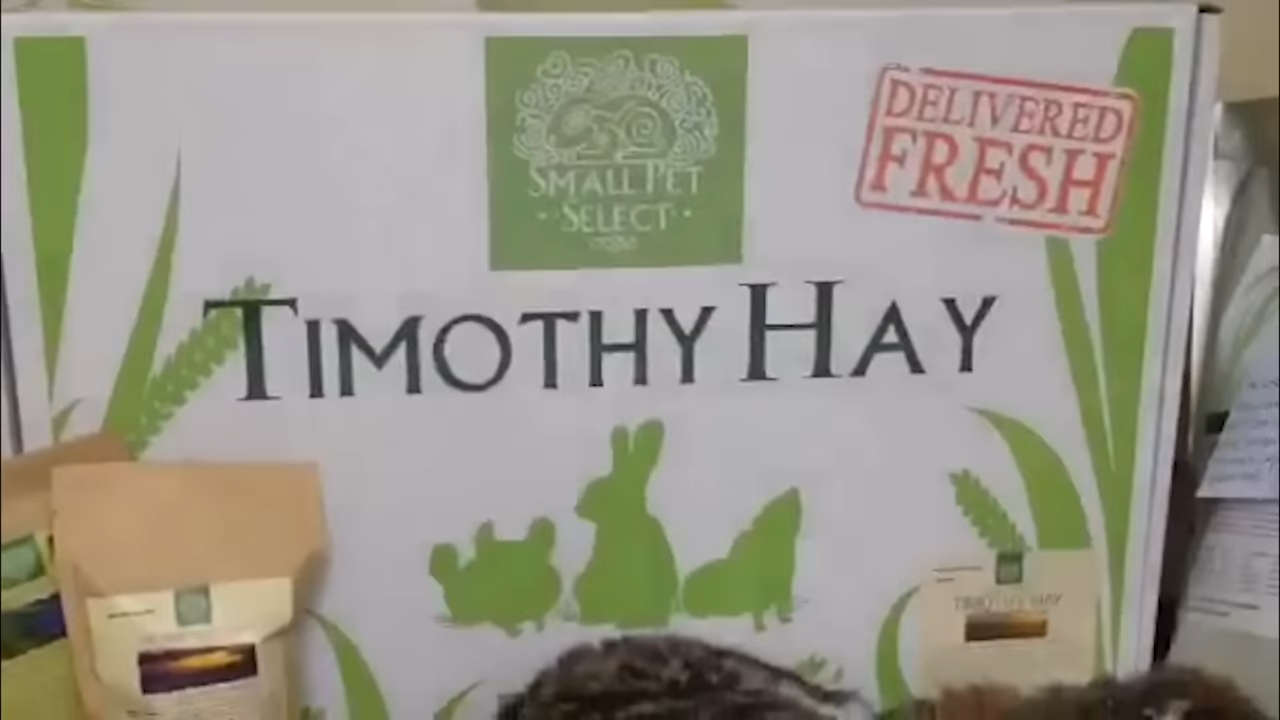 SMALL PET
SELECT
DELIVERED
FRESH
TIMOTHY HAY
TIMOTHY HAY